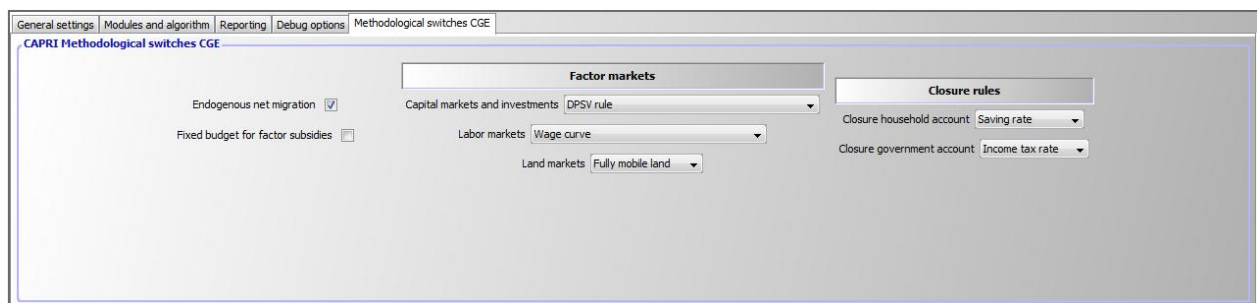 General settings Modules and algorithm Reporting Debug options Methodological switches CGE
CAPRI Methodological switches CGE
Factor markets
Closure rules
Endogenous net migration
Capital markets and investments DPSV rule
Closure household account Saving rate
Fixed budget for factor subsidies
Labor markets Wage curve
Closure government account Income tax rate
Land markets Fully mobile land